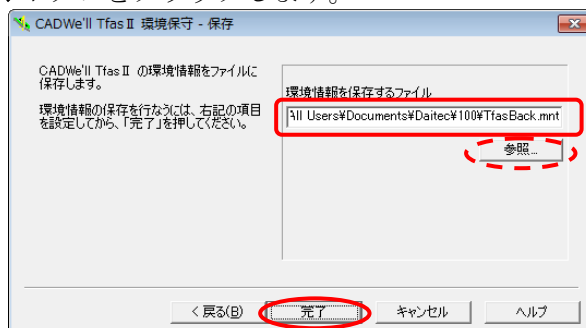 CADWe'll TfasⅡ 環境保守 - 保存
CADWe'll TfasⅡ の環境情報をファイルに
保存します。
環境情報の保存を行なうには、右記の項目
を設定してから、「完了」を押してください。
環境情報を保存するファイル
All Users¥Documents¥Daitec¥100¥TfasBack.mnt
参照...
< 戻る(B)
完了
キャンセル
ヘルプ